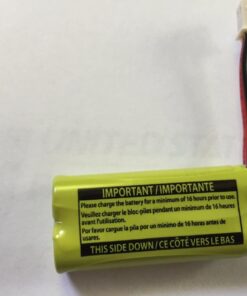 IMPORTANT / IMPORTANTE
Please charge the battery for a minimum of 16 hours prior to use.
Veuillez charger le bloc-piles pendant un minimum de 16 heures
avant l'utilisation.
Por favor cargue la pila por un minimo de 16 horas antes de
usares.
THIS SIDE DOWN / CE CÔTÉ VERS LE BAS